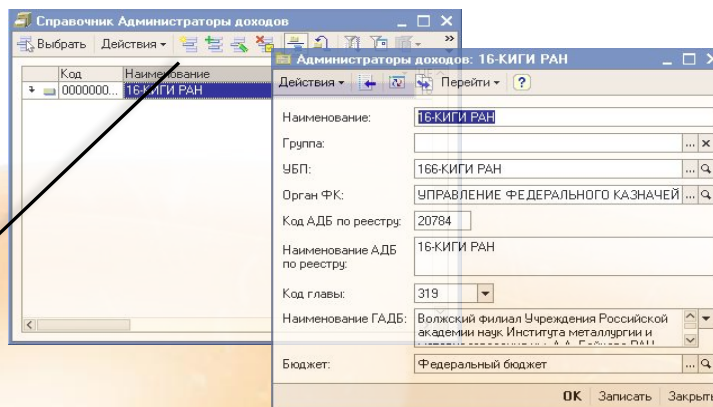 Справочник Администраторы доходов
Выбрать Действия
Код Наименование
0000000... 16-КИГИ РАН
Администраторы доходов: 16-КИГИ РАН
Действия Перейти
Наименование: 16-КИГИ РАН
Группа:
УБП: 166-КИГИ РАН
Орган ФК: УПРАВЛЕНИЕ ФЕДЕРАЛЬНОГО КАЗНАЧЕЙ
Код АДБ по реестру: 20784
Наименование АДБ по реестру: 16-КИГИ РАН
Код главы: 319
Наименование ГАДБ: Волжский филиал Учреждения Российской
академии наук Института металлургии и
Бюджет: Федеральный бюджет
OK Записать Закрыть